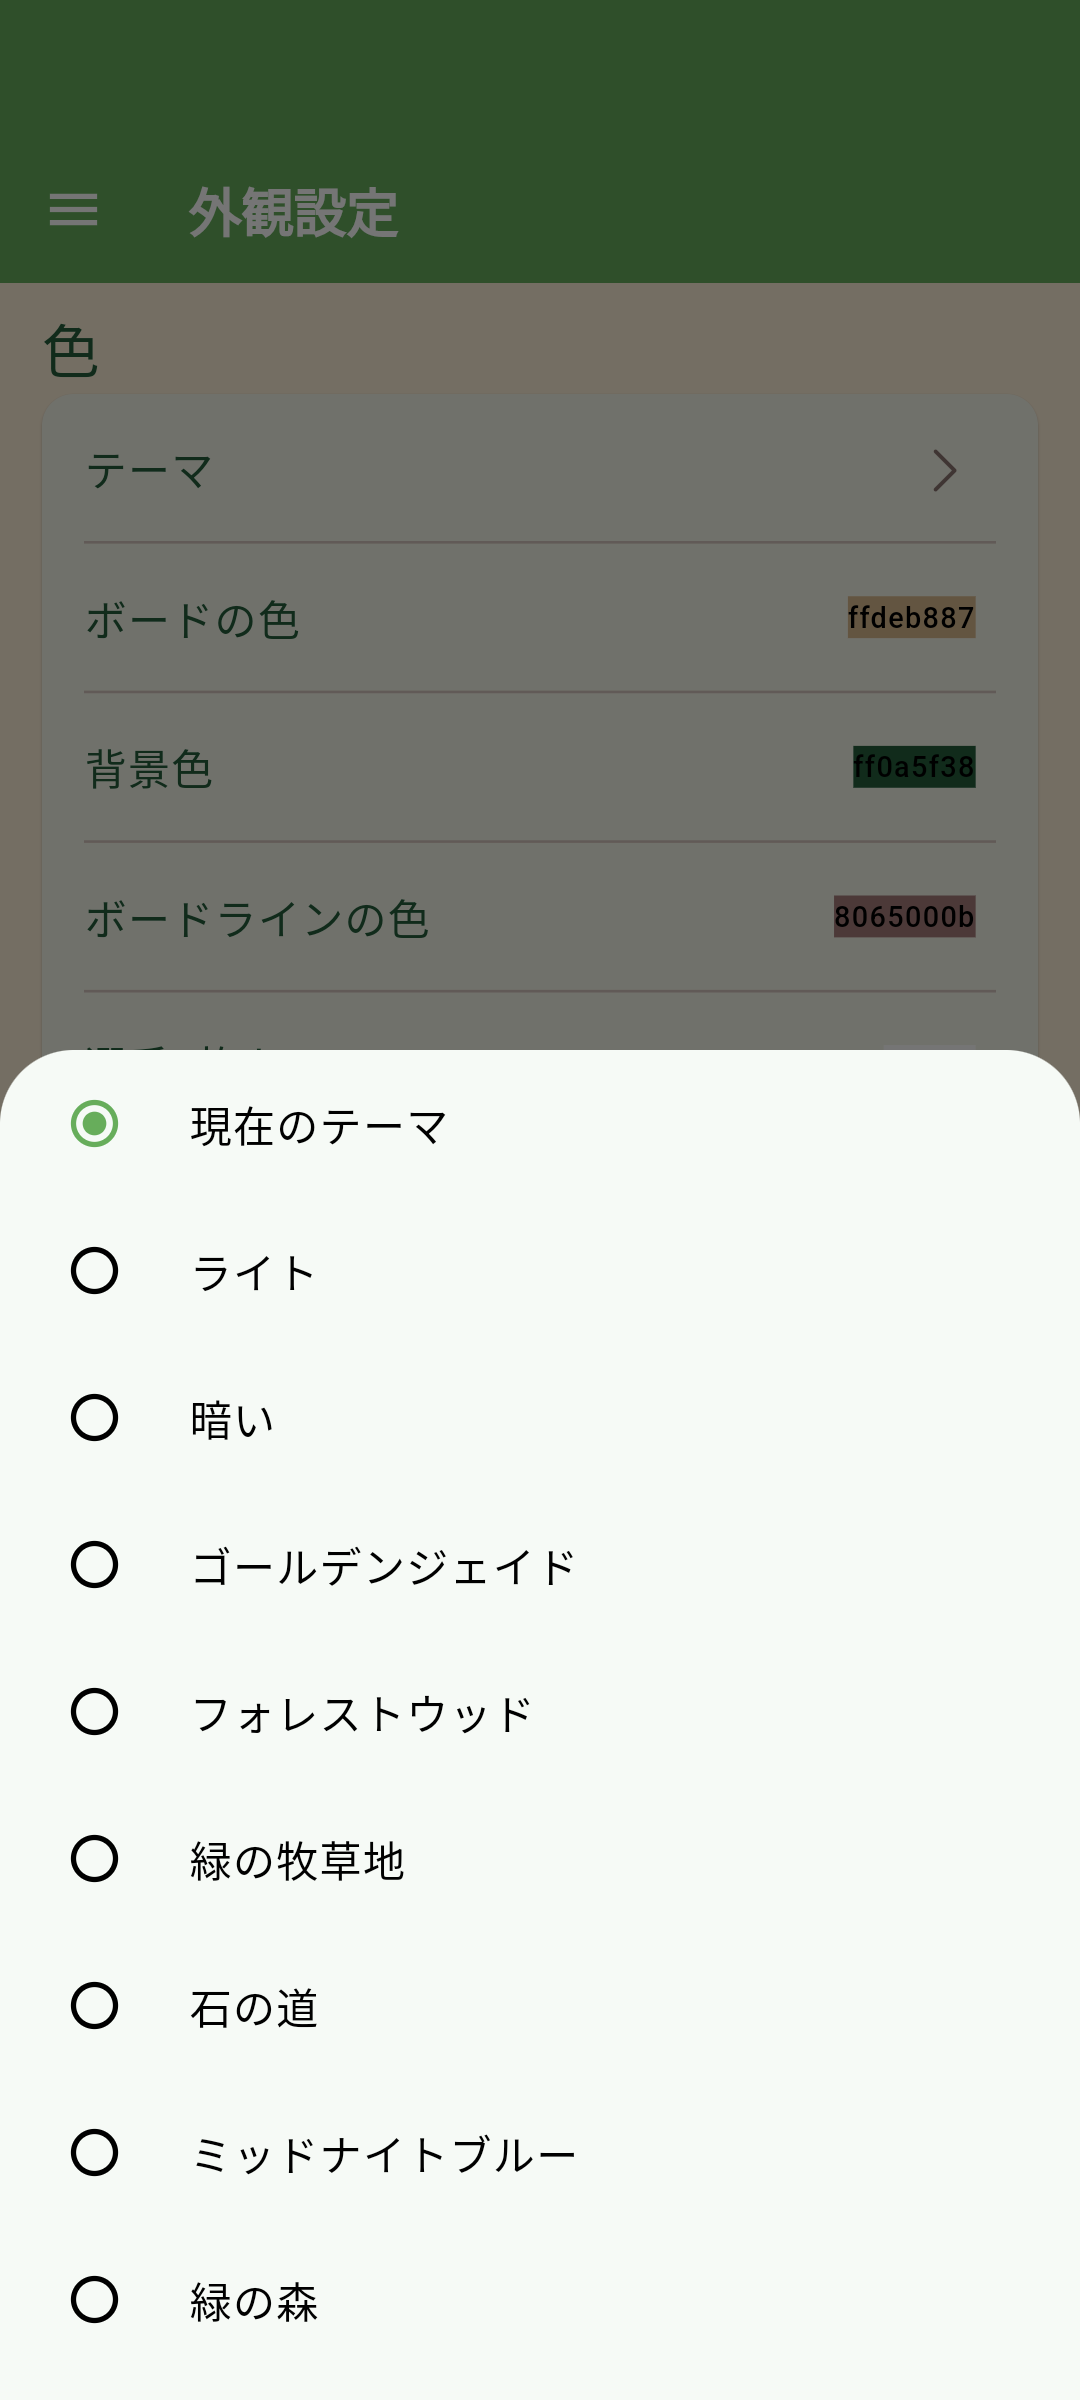 外観設定
色
テーマ
ボードの色 ffdeb887
背景色 ff0a5f38
ボードラインの色 8065000b
現在のテーマ
ライト
暗い
ゴールデンジェイド
フォレストウッド
緑の牧草地
石の道
ミッドナイトブルー
緑の森